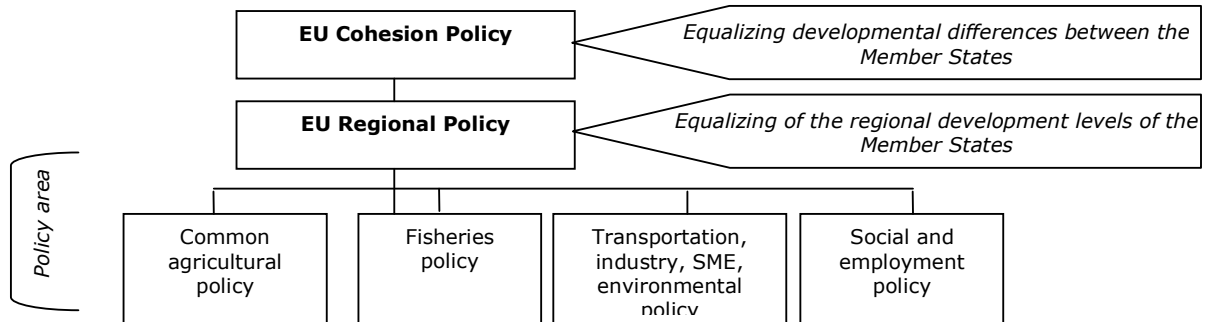 EU Cohesion Policy
Equalizing developmental differences between the
Member States
EU Regional Policy
Equalizing of the regional development levels of the
Member States
Policy area
Common
agricultural
policy
Fisheries
policy
Transportation,
industry, SME,
environmental
policy
Social and
employment
policy